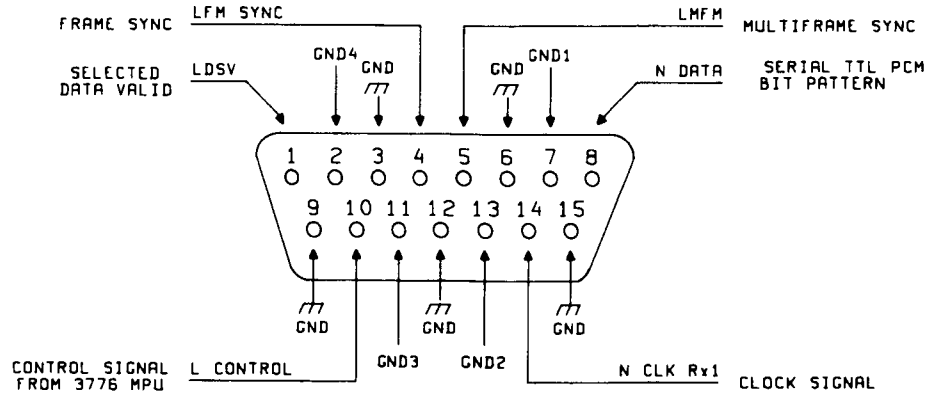 FRAME SYNC LFM SYNC
LMFM MULTIFRAME SYNC
SELECTED
DATA VALID
LDSV
GND4
GND
GND
GND1
N DATA
SERIAL TTL PCM
BIT PATTERN
1 2 3 4 5 6 7 8
9 10 11 12 13 14 15
GND
GND
GND
GND3
GND2
CONTROL SIGNAL
FROM 3776 MPU
L CONTROL
N CLK Rx1
CLOCK SIGNAL